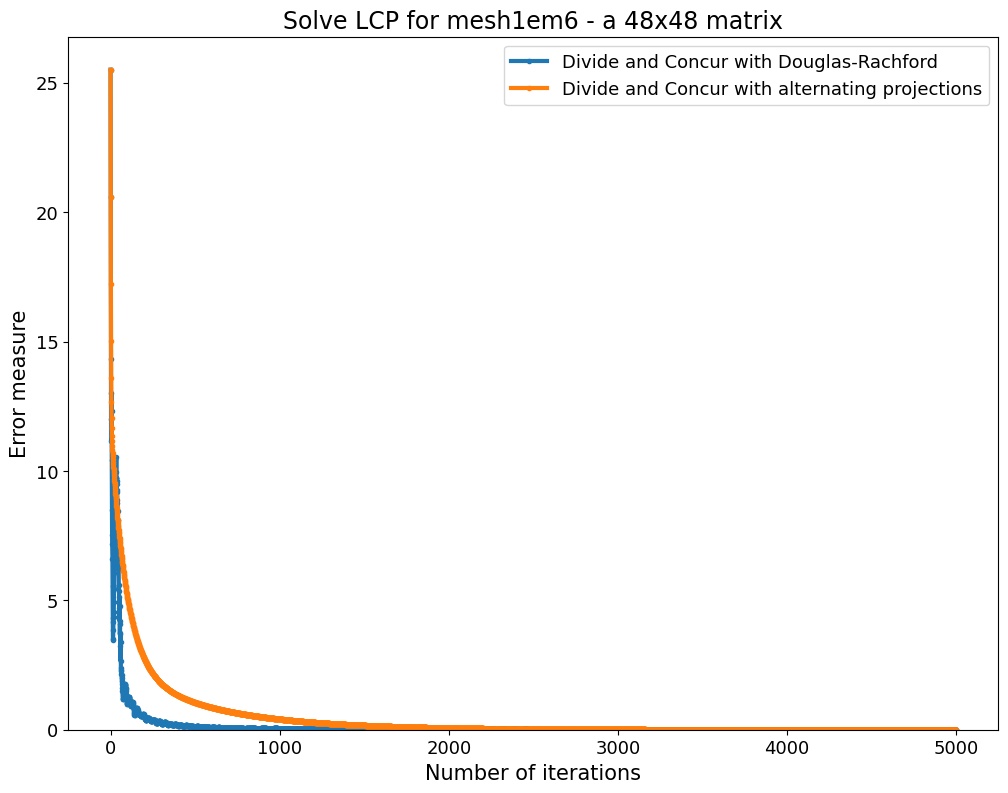 Solve LCP for mesh1em6 - a 48x48 matrix
Divide and Concur with Douglas-Rachford
Divide and Concur with alternating projections
Error measure
25
20
15
10
5
0
0 1000 2000 3000 4000 5000
Number of iterations